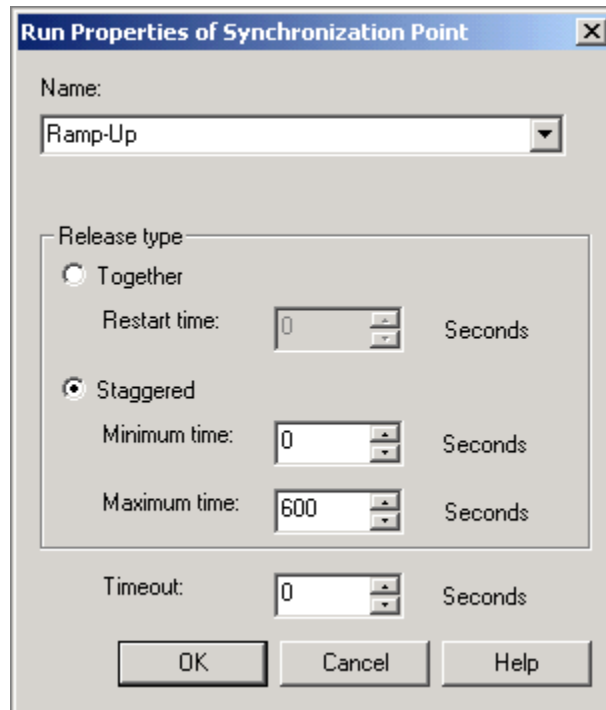 Run Properties of Synchronization Point
Name:
Ramp-Up
Release type
Together
Restart time: 0 Seconds
Staggered
Minimum time: 0 Seconds
Maximum time: 600 Seconds
Timeout: 0 Seconds
OK Cancel Help